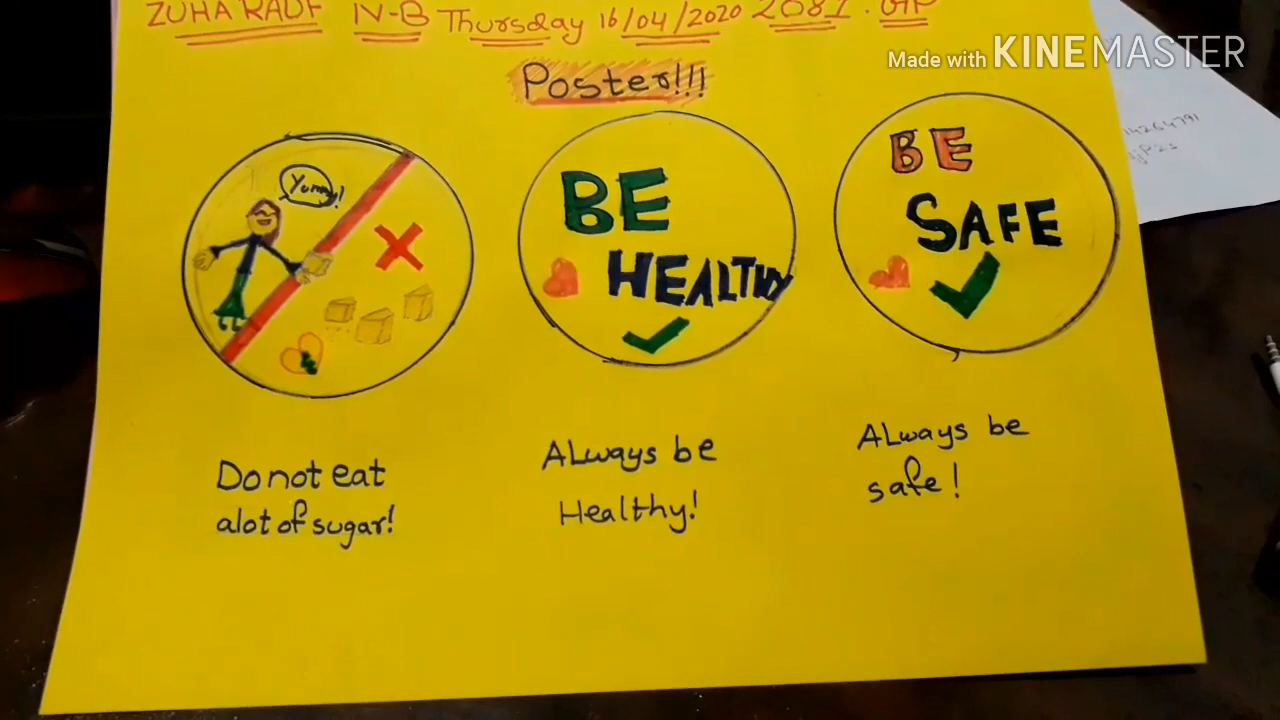 ZUHA RAUF IV-B Thursday 16/04/2020 2081.
Made with KINEMASTER
Poster!!!
Yummy!
BE
HEALTHY
BE
SAFE
Do not eat
alot of sugar!
Always be
Healthy!
Always be
safe!